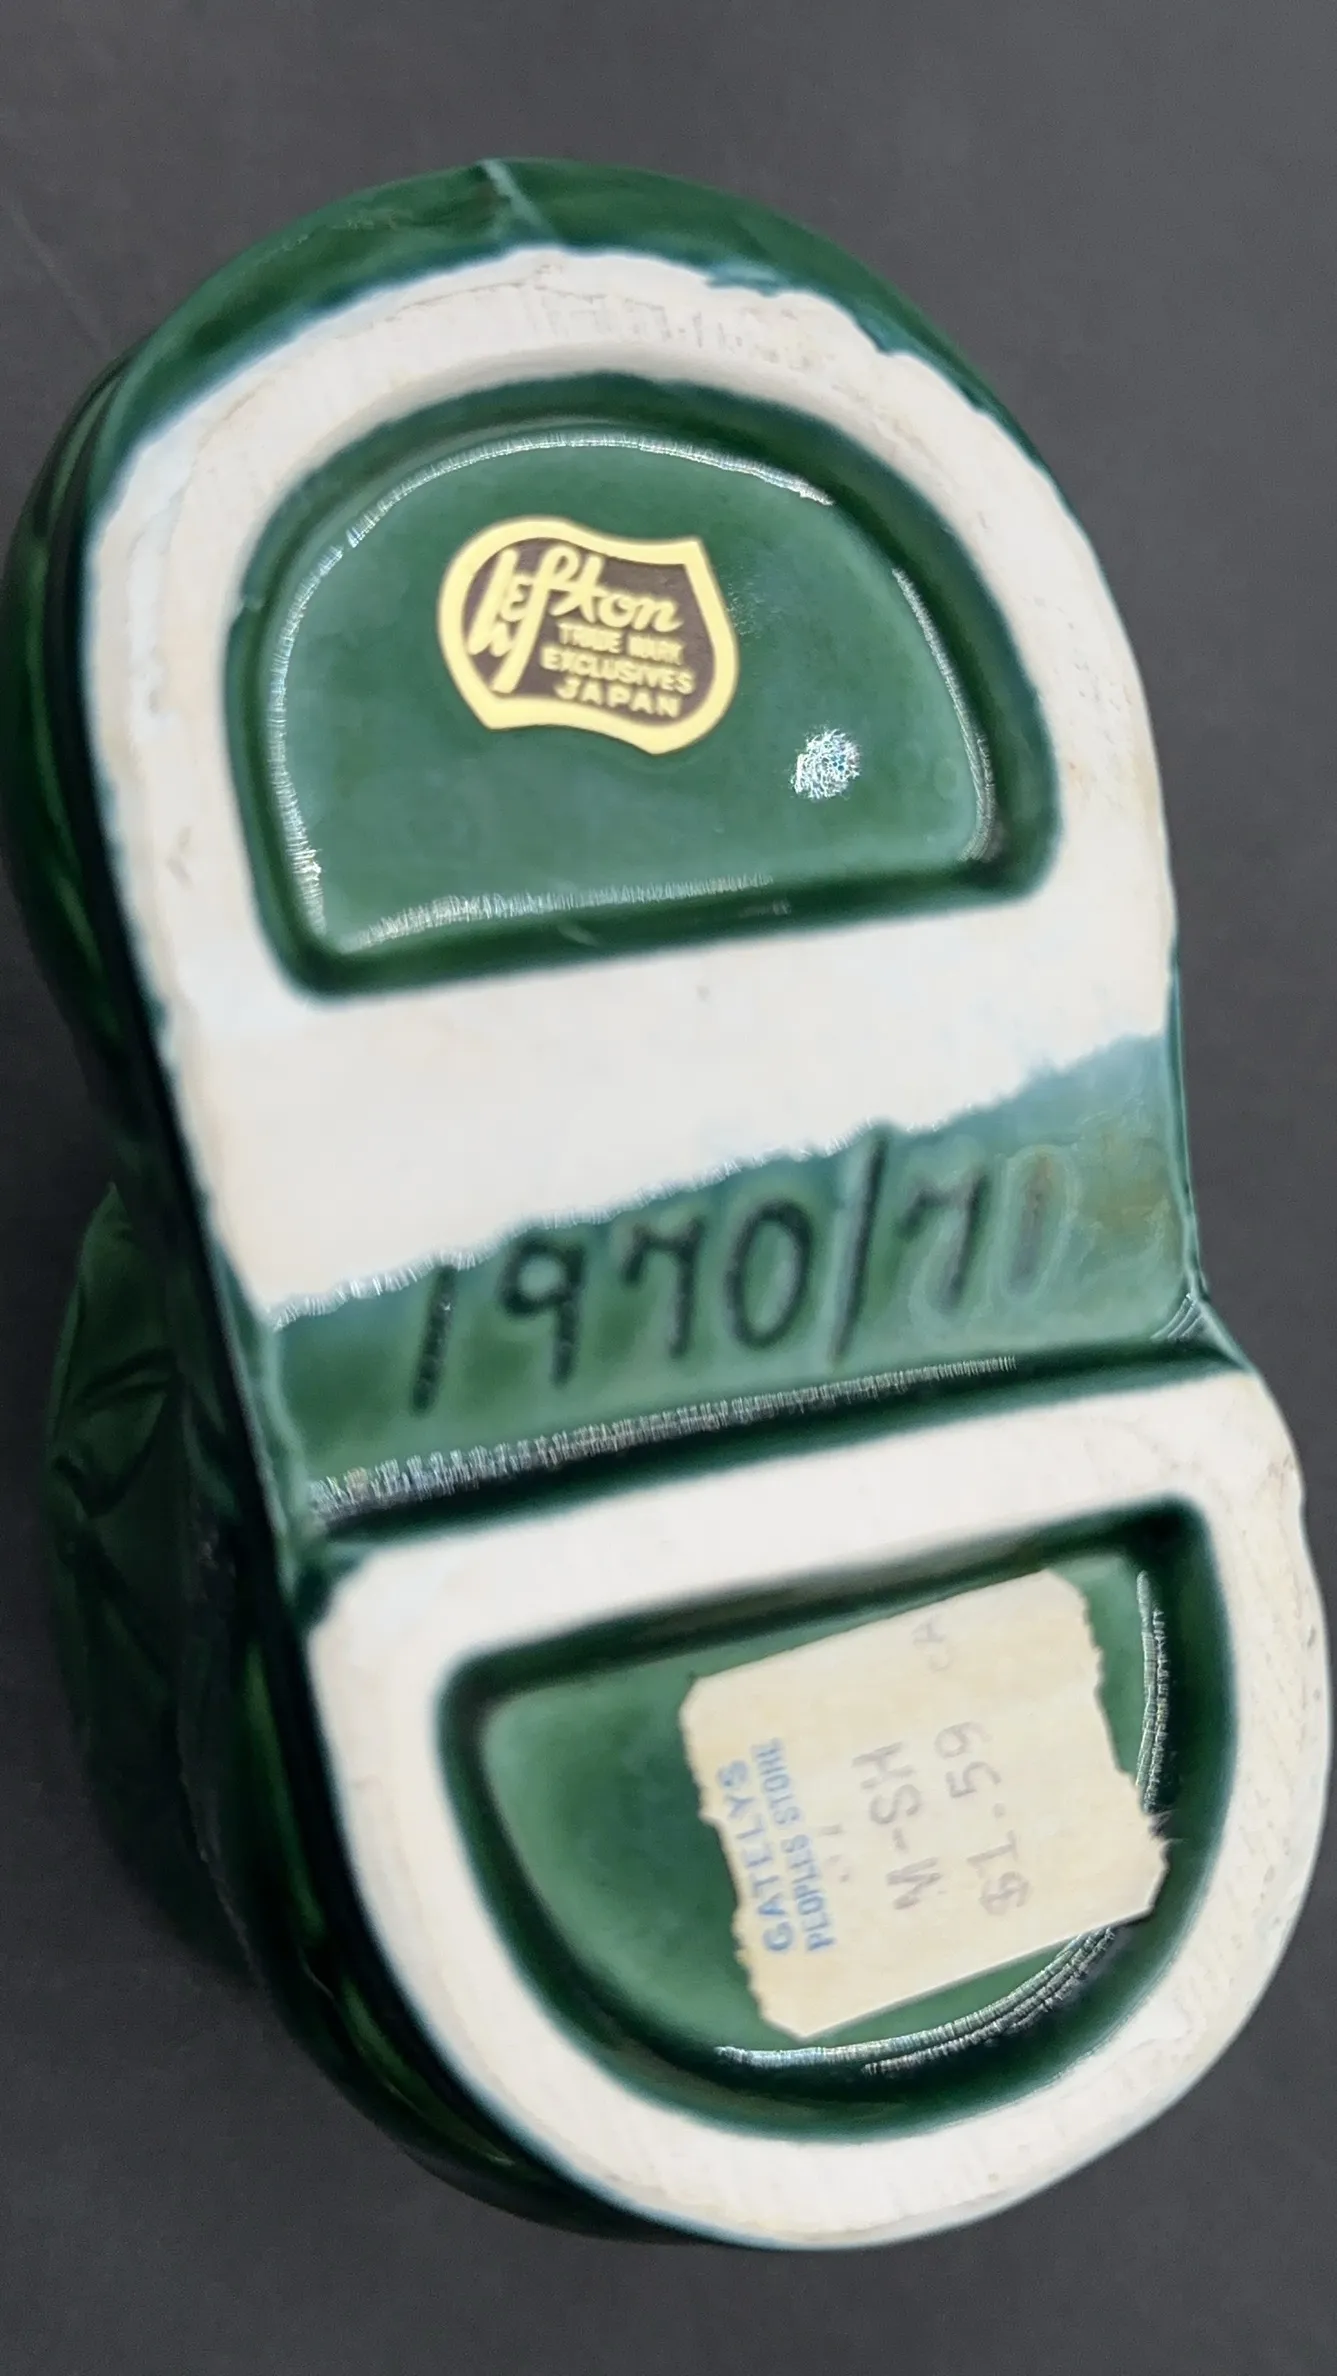 Lefton
TRADE MARK
EXCLUSIVES
JAPAN
1970/71
GATELYS
PEOPLES STORE
M-SH
$1.59